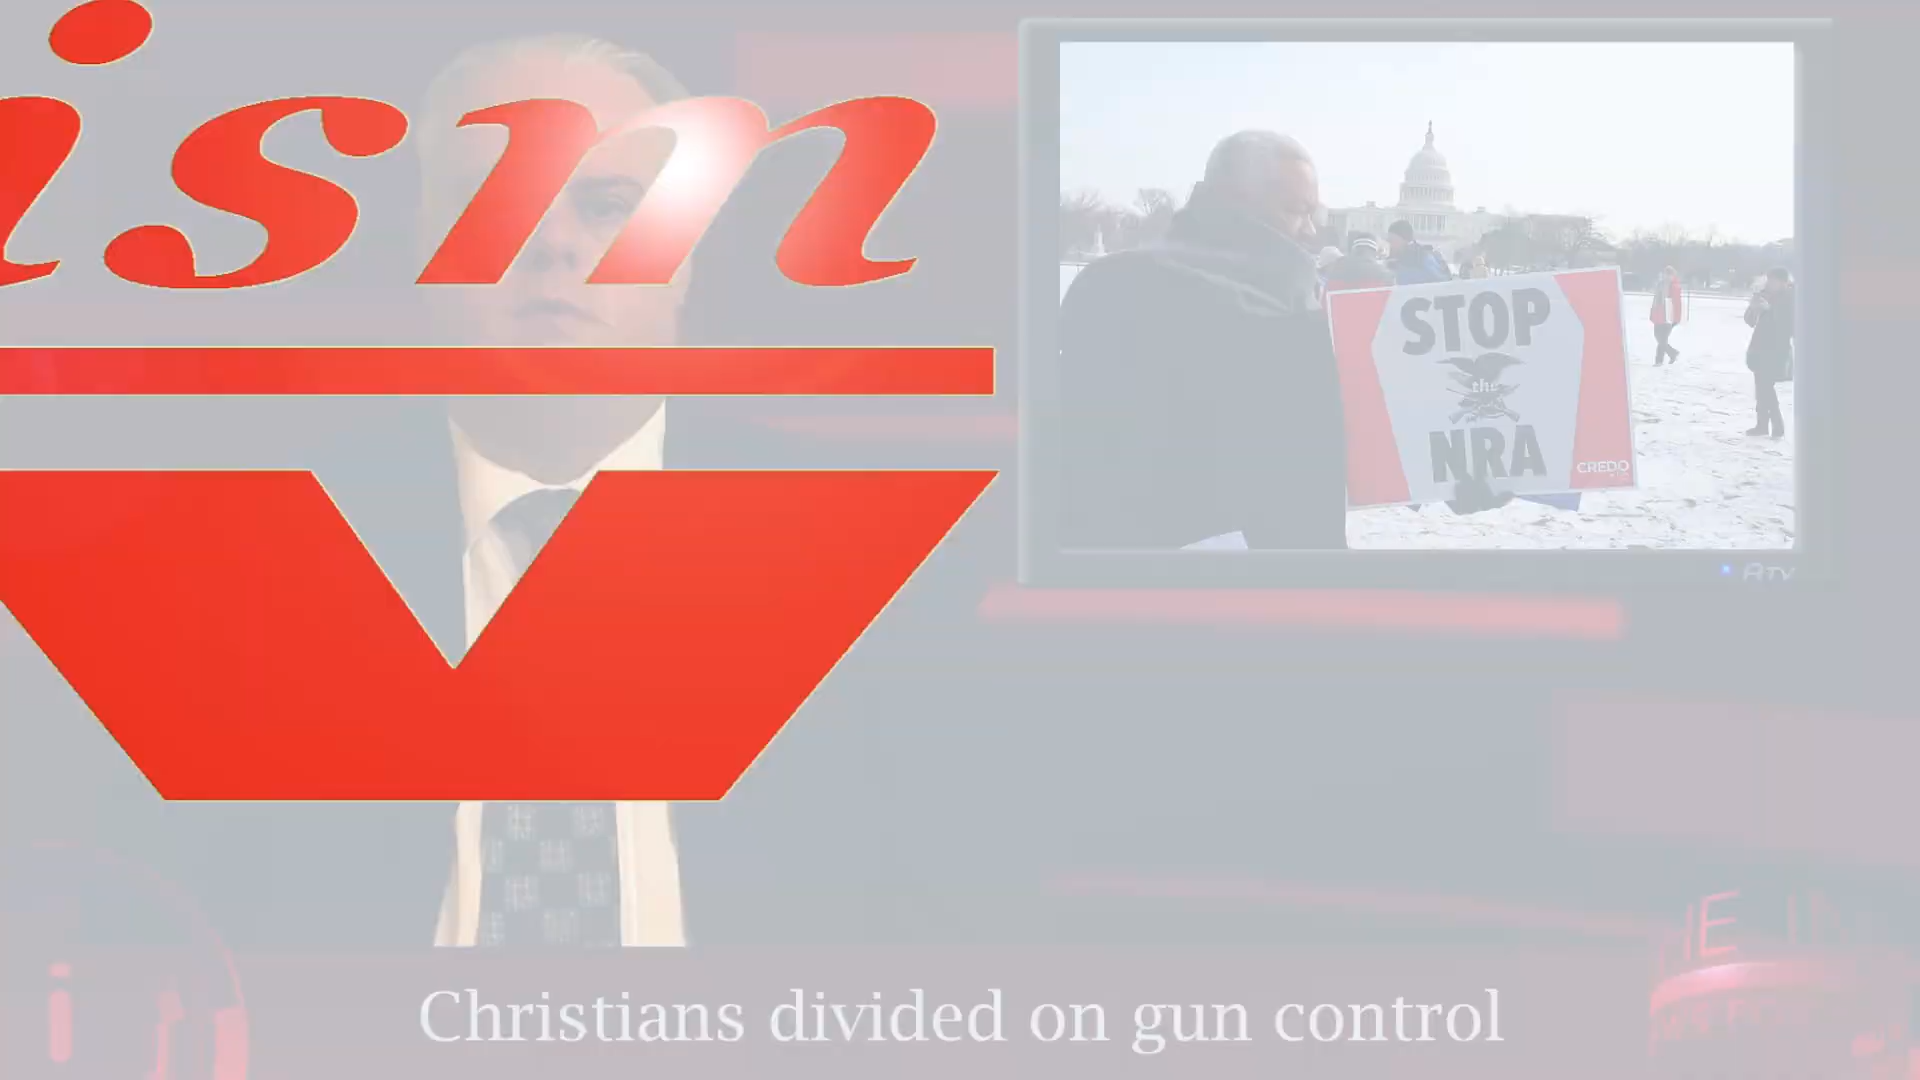 ism
V
STOP
the
NRA
CREDO
Christians divided on gun control